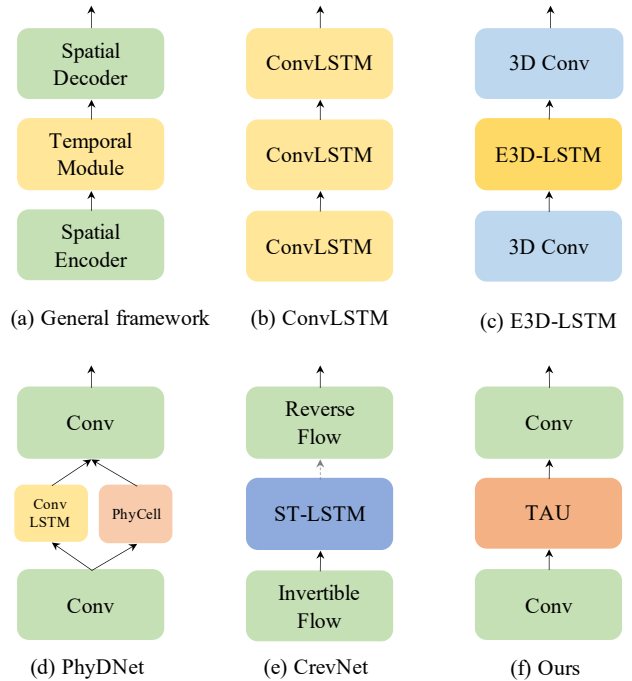 Spatial
Decoder
Temporal
Module
Spatial
Encoder
(a) General framework
ConvLSTM
ConvLSTM
ConvLSTM
(b) ConvLSTM
3D Conv
E3D-LSTM
3D Conv
(c) E3D-LSTM
Conv
Conv
LSTM
PhyCell
Conv
(d) PhyDNet
Reverse
Flow
ST-LSTM
Invertible
Flow
(e) CrevNet
Conv
TAU
Conv
(f) Ours